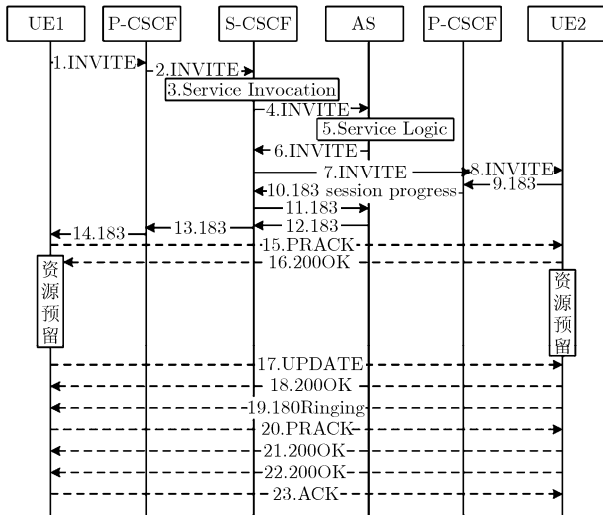 UE1 P-CSCF S-CSCF AS P-CSCF UE2
1.INVITE
2.INVITE
3.Service Invocation
4.INVITE
5.Service Logic
6.INVITE
7.INVITE
8.INVITE
9.183
10.183 session progress
11.183
12.183
13.183
14.183
15.PRACK
16.200OK
资源预留
资源预留
17.UPDATE
18.200OK
19.180Ringing
20.PRACK
21.200OK
22.200OK
23.ACK